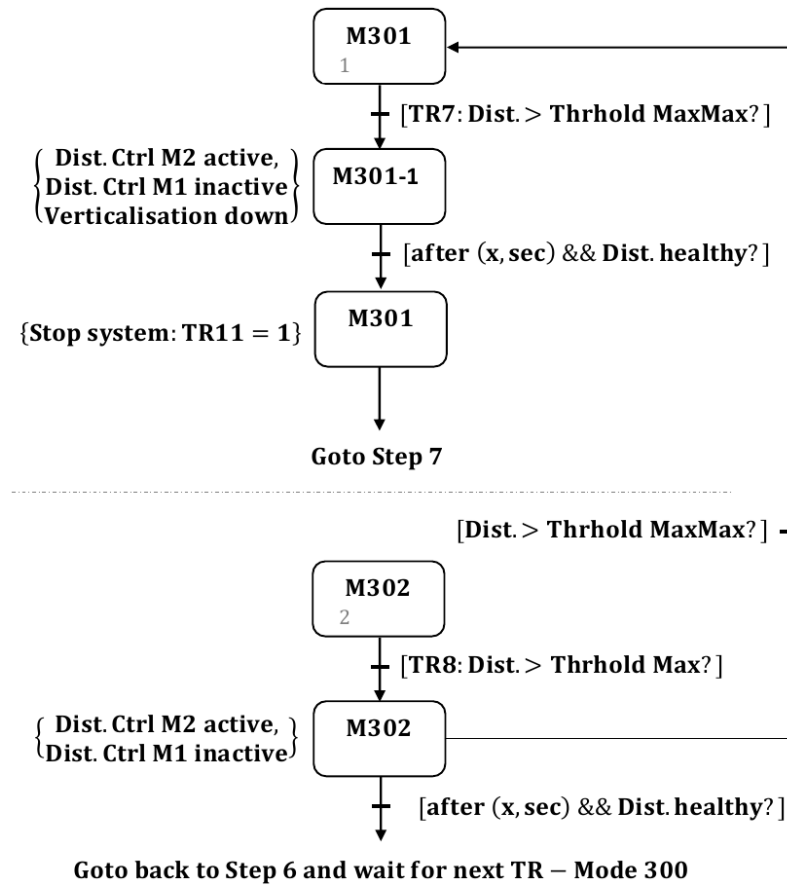 M301
1
[TR7: Dist. > Thrhold MaxMax?]
{Dist. Ctrl M2 active,
Dist. Ctrl M1 inactive
Verticalisation down}
M301-1
[after (x, sec) && Dist. healthy?]
M301
{Stop system: TR11 = 1}
Goto Step 7
[Dist. > Thrhold MaxMax?]
M302
2
[TR8: Dist. > Thrhold Max?]
M302
{Dist. Ctrl M2 active,
Dist. Ctrl M1 inactive}
[after (x, sec) && Dist. healthy?]
Goto back to Step 6 and wait for next TR − Mode 300